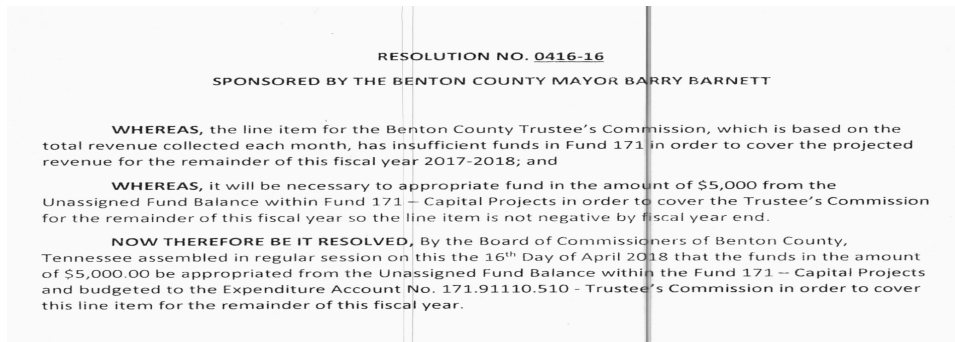 RESOLUTION NO. 0416-16
SPONSORED BY THE BENTON COUNTY MAYOR BARRY BARNETT
WHEREAS, the line item for the Benton County Trustee's Commission, which is based on the
total revenue collected each month, has insufficient funds in Fund 171 in order to cover the projected
revenue for the remainder of this fiscal year 2017-2018; and
WHEREAS, it will be necessary to appropriate fund in the amount of $5,000 from the
Unassigned Fund Balance within Fund 171 – Capital Projects in order to cover the Trustee's Commission
for the remainder of this fiscal year so the line item is not negative by fiscal year end.
NOW THEREFORE BE IT RESOLVED, By the Board of Commissioners of Benton County,
Tennessee assembled in regular session on this the 16th Day of April 2018 that the funds in the amount
of $5,000.00 be appropriated from the Unassigned Fund Balance within the Fund 171 – Capital Projects
and budgeted to the Expenditure Account No. 171.91110.510 - Trustee's Commission in order to cover
this line item for the remainder of this fiscal year.